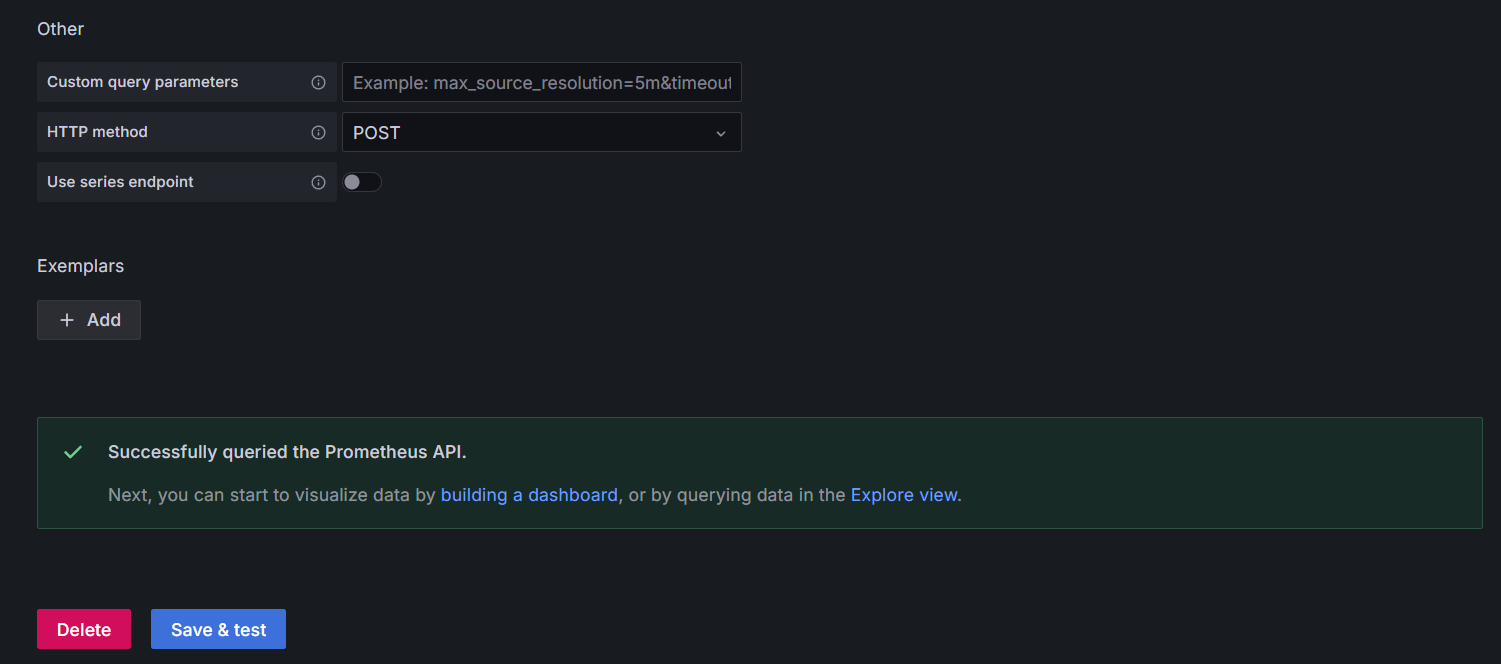 Other
Custom query parameters
Example: max_source_resolution=5m&timeout
HTTP method
POST
Use series endpoint
Exemplars
Add
Successfully queried the Prometheus API.
Next, you can start to visualize data by building a dashboard, or by querying data in the Explore view.
Delete
Save & test